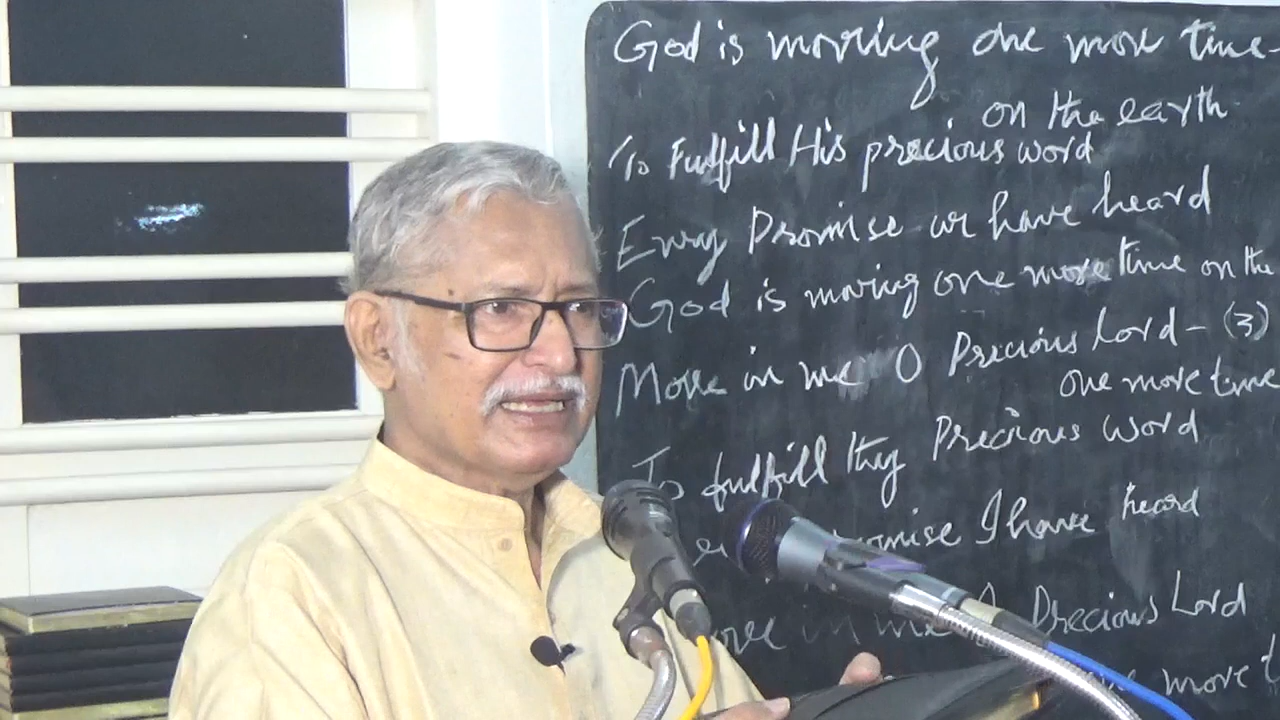 God is moving one more time-
on the earth
To Fulfill His precious word
Every Promise we have heard
God is moving one more time on the
Move in me O Precious Lord - (3)
one more time
To fulfill thy Precious word
promise I have heard
in me O Precious Lord
more t